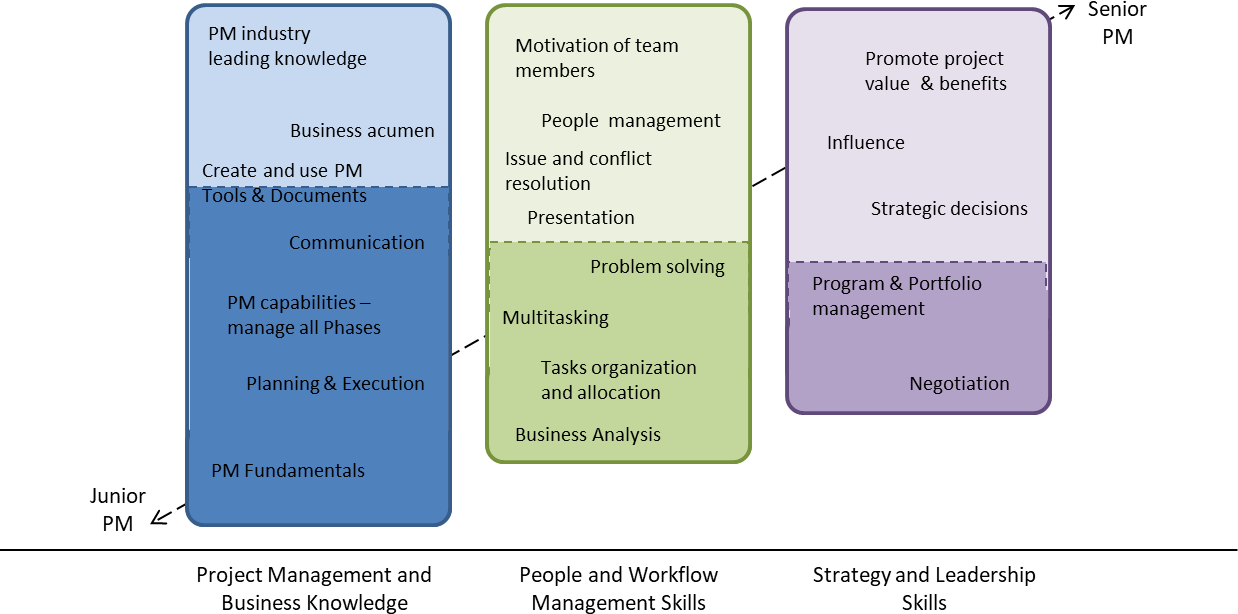 Senior
PM
PM industry
leading knowledge
Business acumen
Create and use PM
Tools & Documents
Communication
PM capabilities –
manage all Phases
Planning & Execution
PM Fundamentals
Motivation of team
members
People management
Issue and conflict
resolution
Presentation
Problem solving
Multitasking
Tasks organization
and allocation
Business Analysis
Promote project
value & benefits
Influence
Strategic decisions
Program & Portfolio
management
Negotiation
Junior
PM
Project Management and
Business Knowledge
People and Workflow
Management Skills
Strategy and Leadership
Skills